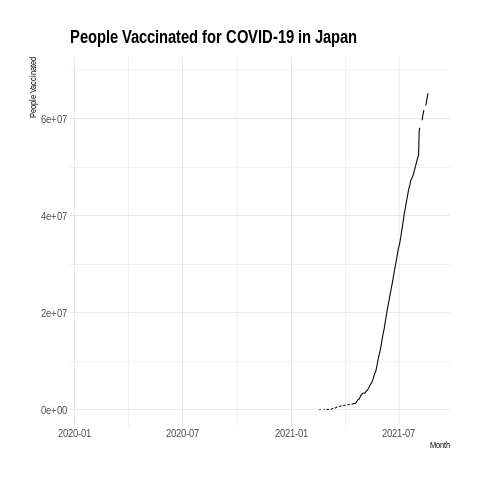 People Vaccinated for COVID-19 in Japan
People Vaccinated
6e+07
4e+07
2e+07
0e+00
2020-01 2020-07 2021-01 2021-07
Month